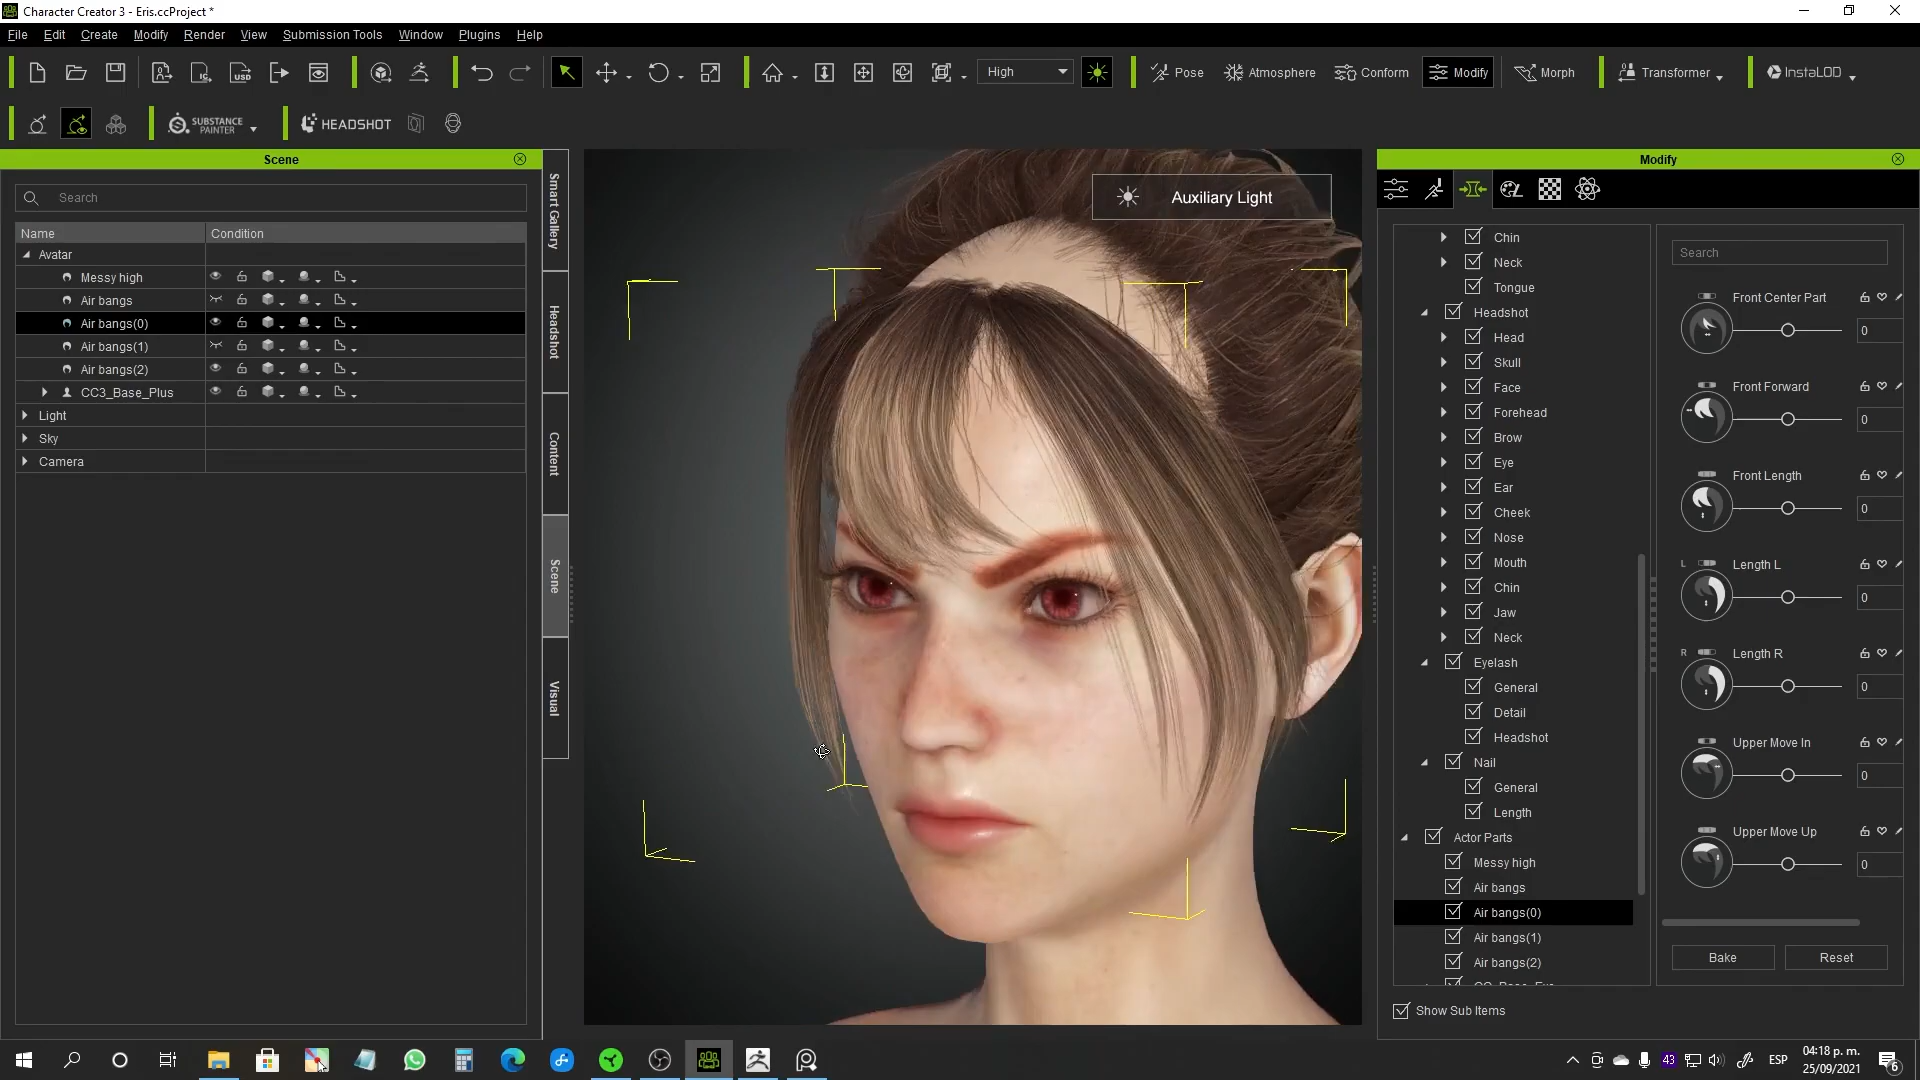 Character Creator 3 - Eris.ccProject *
File Edit Create Modify Render View Submission Tools Window Plugins Help
IC USD High Pose Atmosphere Conform Modify Morph Transformer InstaLOD
SUBSTANCE PAINTER HEADSHOT
Scene
Search
Name Condition
Avatar
Messy high
Air bangs
Air bangs(0)
Air bangs(1)
Air bangs(2)
CC3_Base_Plus
Light
Sky
Camera
Smart Gallery
Headshot
Content
Scene
Visual
Auxiliary Light
Modify
Chin
Neck
Tongue
Headshot
Head
Skull
Face
Forehead
Brow
Eye
Ear
Cheek
Nose
Mouth
Chin
Jaw
Neck
Eyelash
General
Detail
Headshot
Nail
General
Length
Actor Parts
Messy high
Air bangs
Air bangs(0)
Air bangs(1)
Air bangs(2)
Show Sub Items
Search
Front Center Part
0
Front Forward
0
Front Length
0
L Length L
0
R Length R
0
Upper Move In
0
Upper Move Up
0
Bake Reset
43 ESP 04:18 p. m.
25/09/2021
6